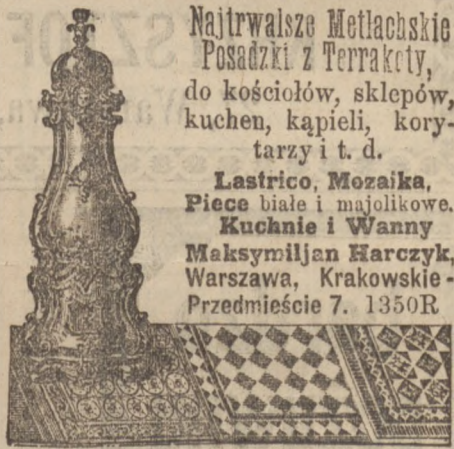 Najtrwalsze Metlachskie
Posadzki z Terrakoty,
do kościołów, sklepów,
kuchen, kąpieli, kory-
tarzy i t. d.
Lastrico, Mozaika,
Piece białe i majolikowe.
Kuchnie i Wanny
Maksymiljan Harczyk,
Warszawa, Krakowskie-
Przedmieście 7. 1350R